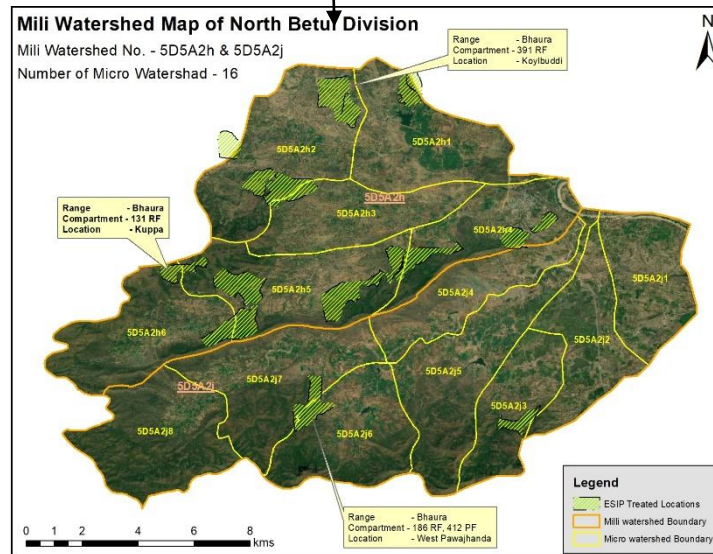 Mili Watershed Map of North Betul Division
Mili Watershed No. - 5D5A2h & 5D5A2j
Number of Micro Watershad - 16
N
Range - Bhaura
Compartment - 391 RF
Location - Koylbuddi
5D5A2h2
5D5A2h1
5D5A2h
5D5A2h3
Range - Bhaura
Compartment - 131 RF
Location - Kuppa
5D5A2h4
5D5A2h5
5D5A2j4
5D5A2j1
5D5A2h6
5D5A2j2
5D5A2j
5D5A2j7
5D5A2j5
5D5A2j3
5D5A2j8
5D5A2j6
Range - Bhaura
Compartment - 186 RF, 412 PF
Location - West Pawajhanda
Legend
ESIP Treated Locations
Milli watershed Boundary
Micro watershed Boundary
0 1 2 4 6 8
kms